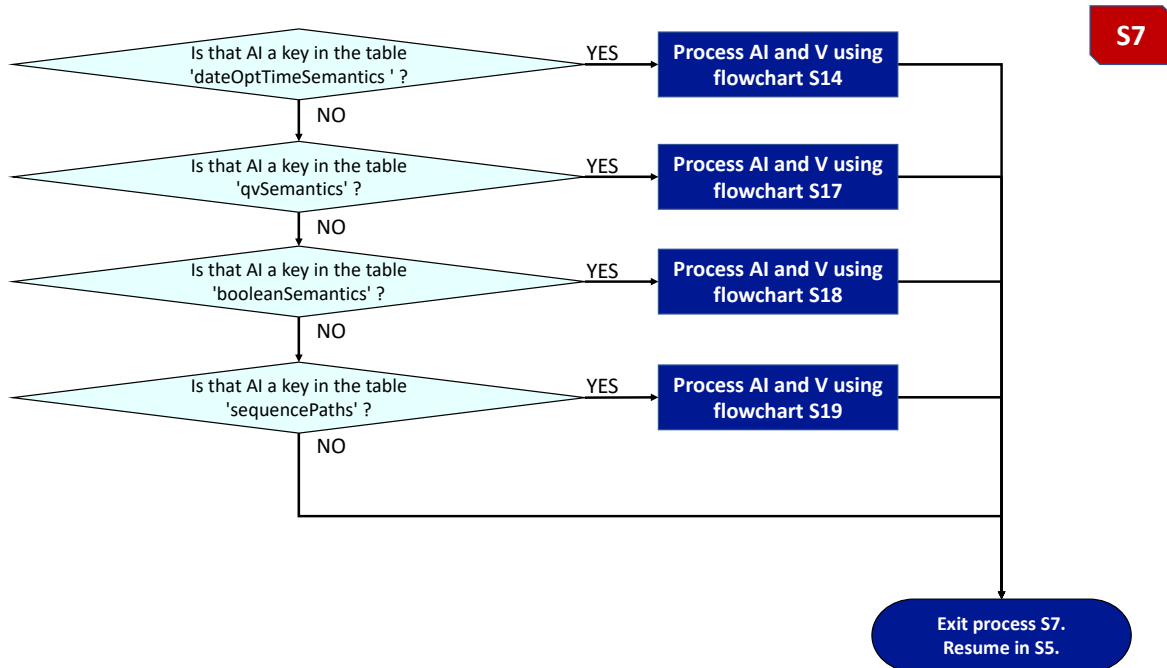 S7
Is that AI a key in the table
'dateOptTimeSemantics ' ?
YES
Process AI and V using
flowchart S14
NO
Is that AI a key in the table
'qvSemantics' ?
YES
Process AI and V using
flowchart S17
NO
Is that AI a key in the table
'booleanSemantics' ?
YES
Process AI and V using
flowchart S18
NO
Is that AI a key in the table
'sequencePaths' ?
YES
Process AI and V using
flowchart S19
NO
Exit process S7.
Resume in S5.